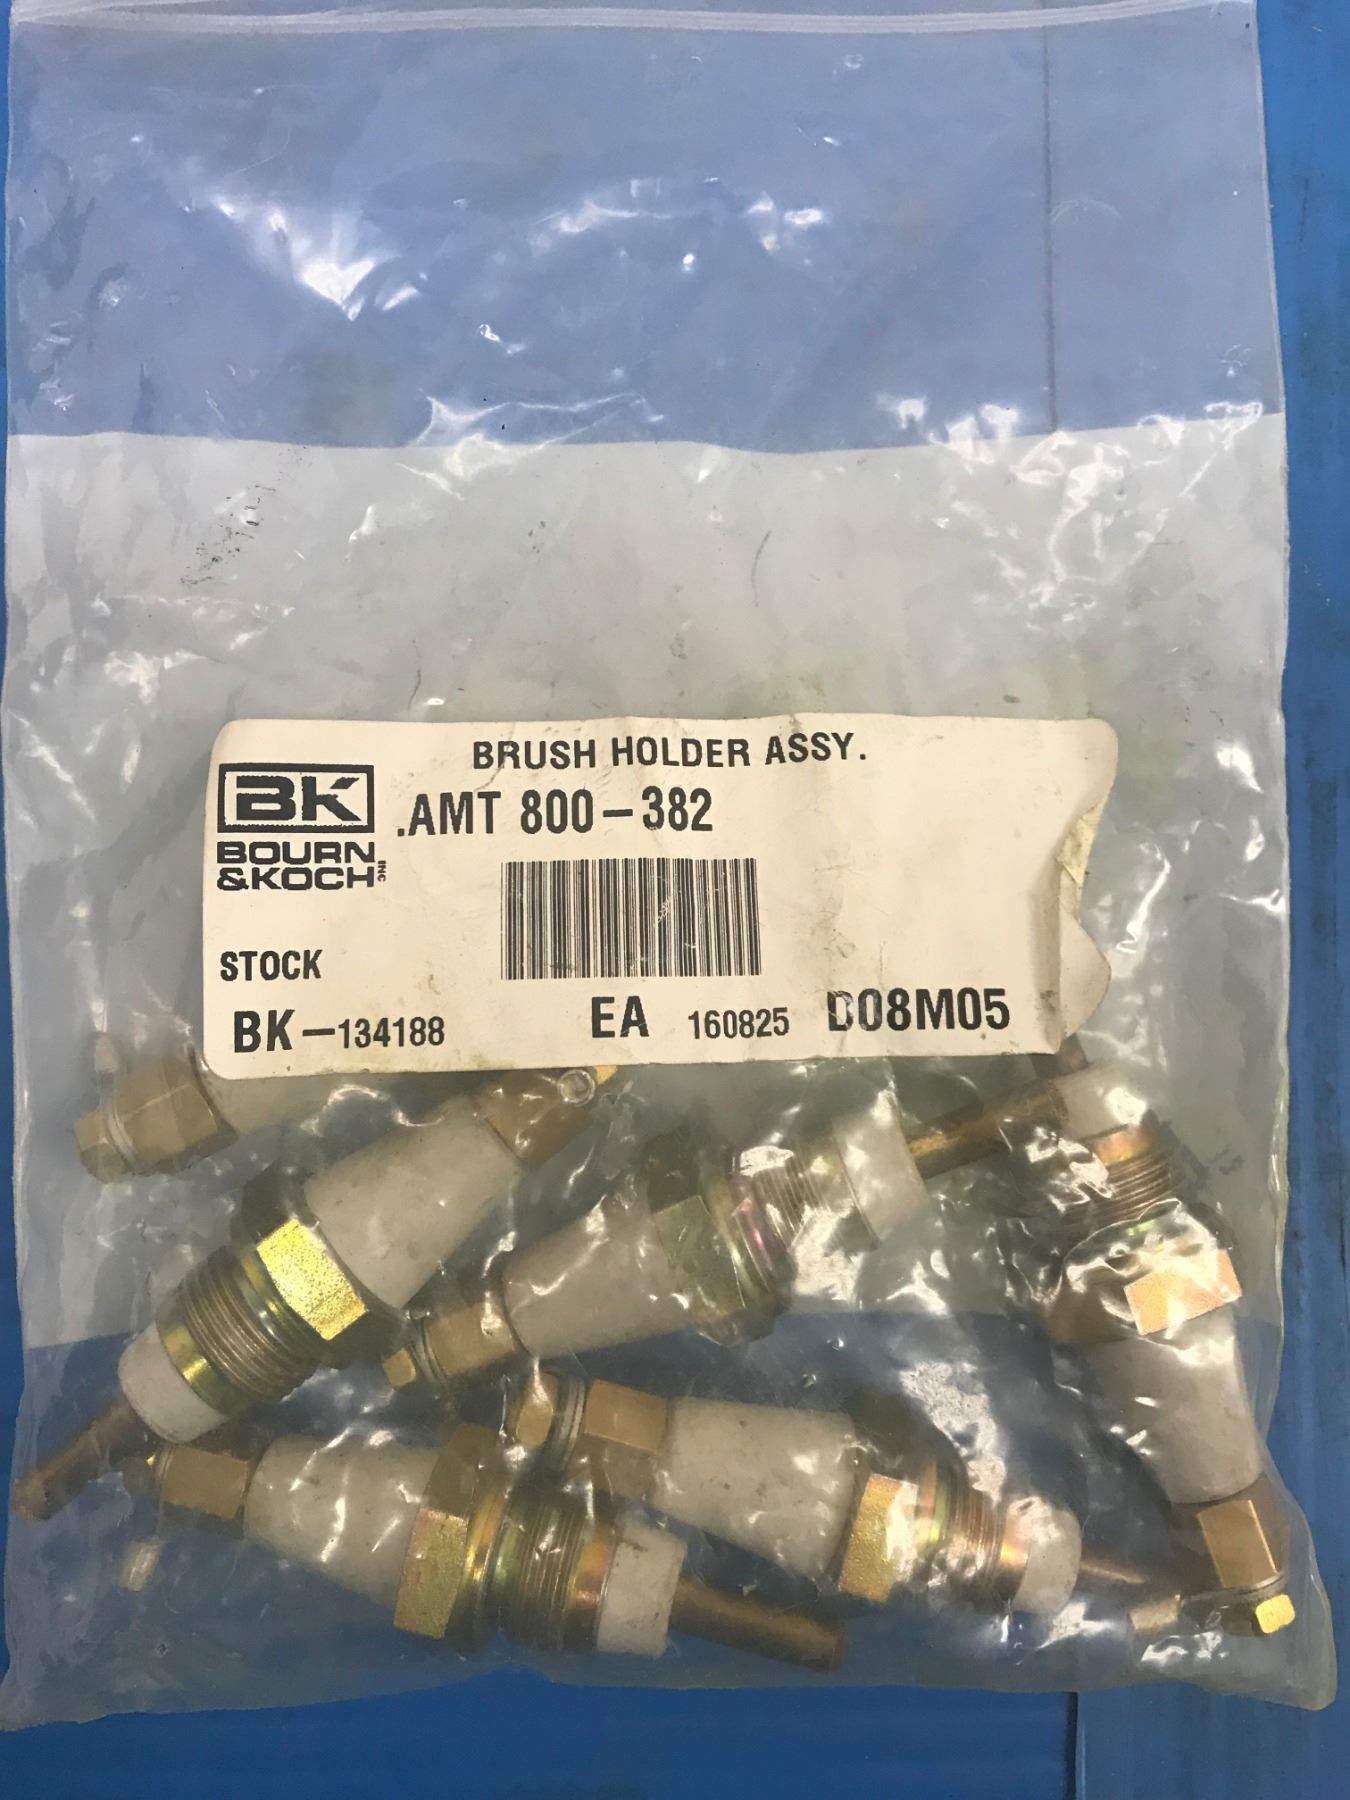 BRUSH HOLDER ASSY.
BK
.AMT 800-382
BOURN
&KOCH INC
STOCK
BK-134188 EA 160825 D08M05